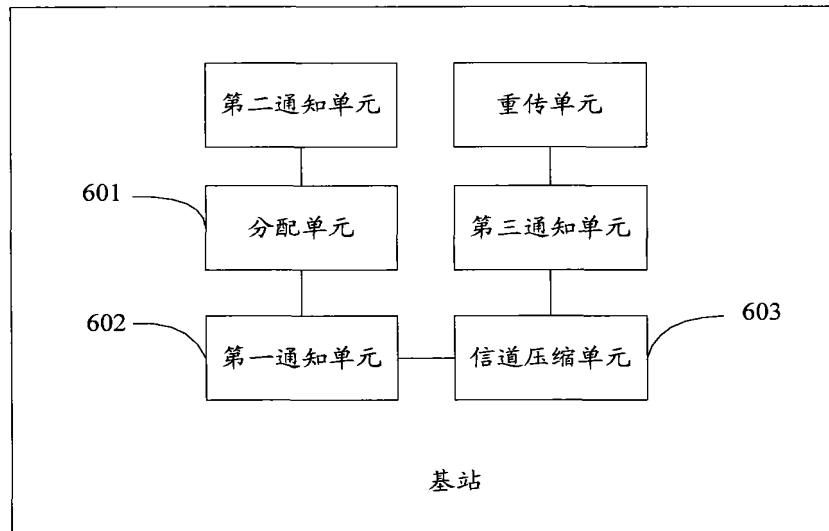 第二通知单元
重传单元
601
分配单元
第三通知单元
602
第一通知单元
信道压缩单元
603
基站